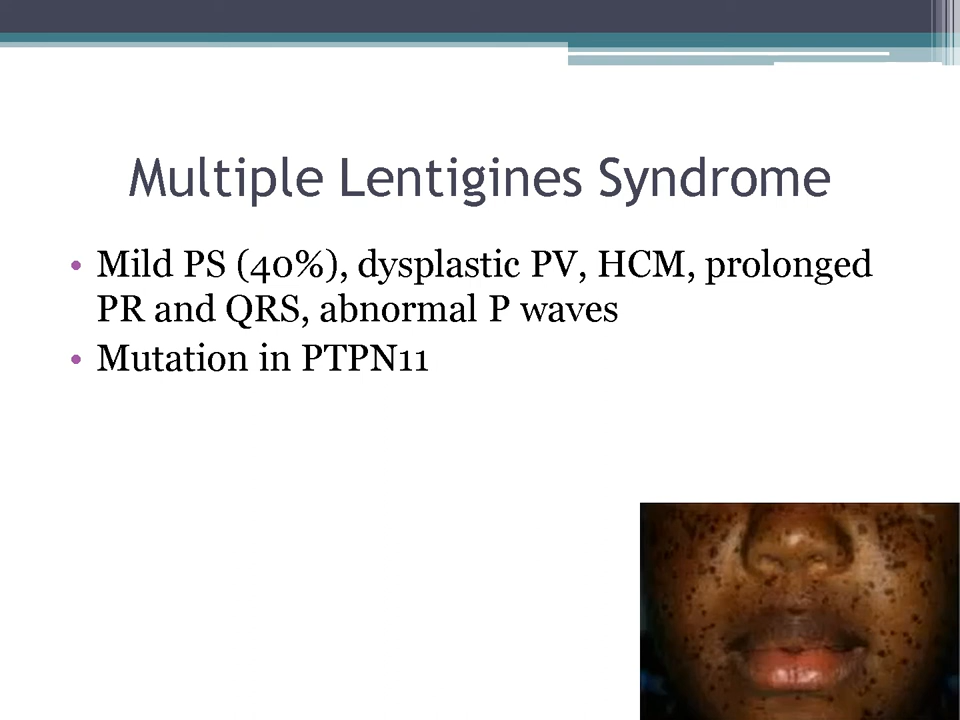 Multiple Lentigines Syndrome
• Mild PS (40%), dysplastic PV, HCM, prolonged
PR and QRS, abnormal P waves
• Mutation in PTPN11